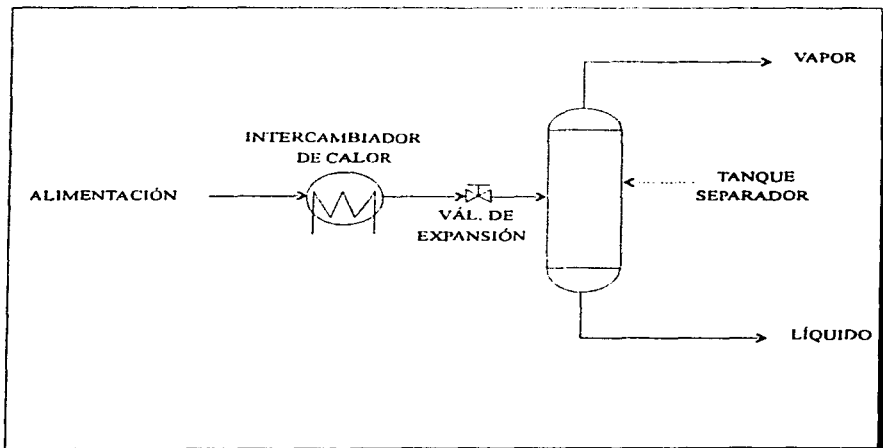 VAPOR
INTERCAMBIADOR
DE CALOR
ALIMENTACIÓN
VÁL. DE
EXPANSIÓN
TANQUE
SEPARADOR
LÍQUIDO